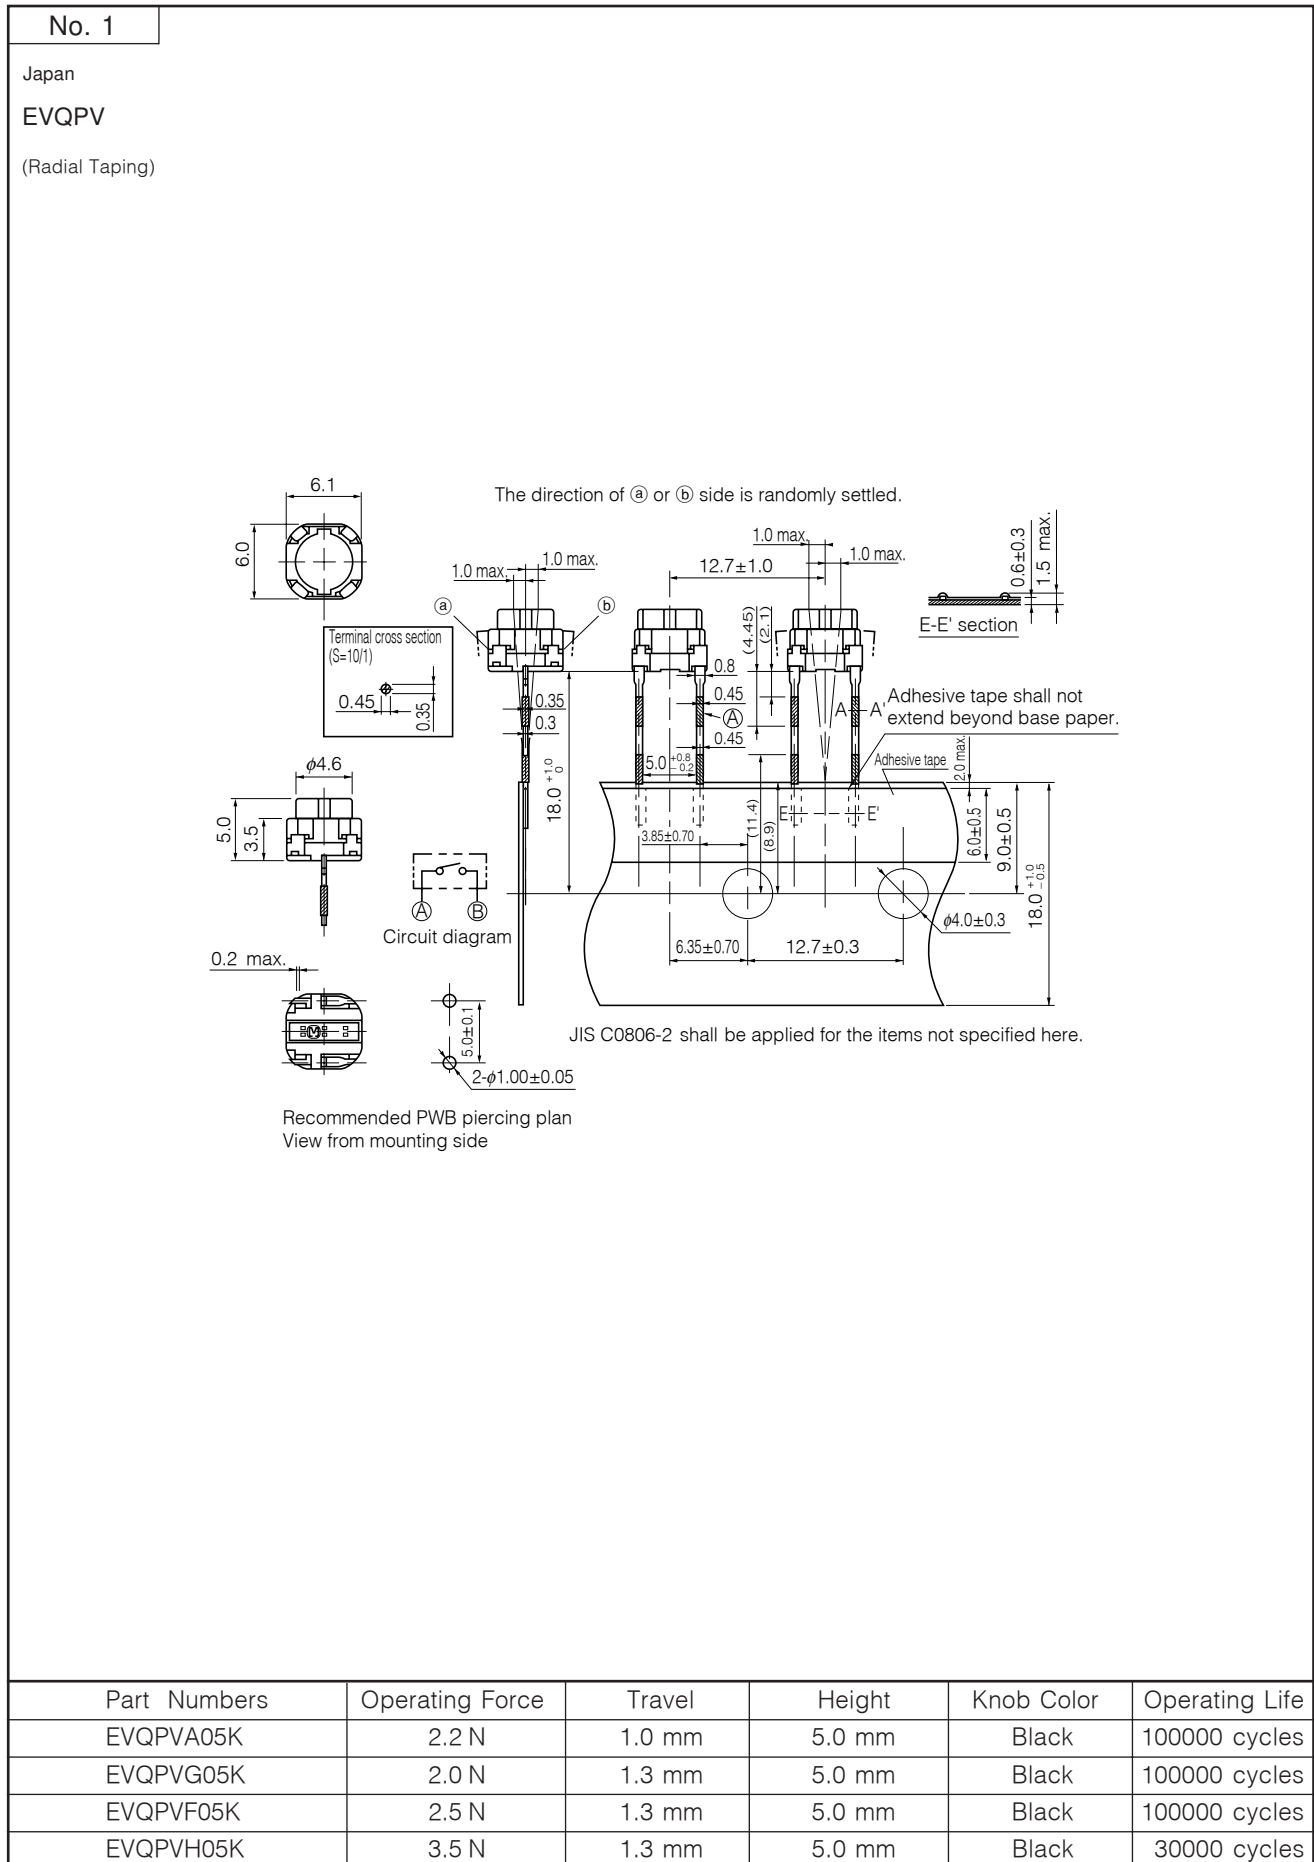 No. 1
Japan
EVQPV
(Radial Taping)
The direction of ⓐ or ⓑ side is randomly settled.
6.1
6.0
1.0 max.
1.0 max.
ⓐ
ⓑ
1.0 max.
1.0 max.
12.7±1.0
(4.45)
(2.1)
0.6±0.3
1.5 max.
E-E' section
Terminal cross section
(S=10/1)
0.45
0.35
0.35
0.3
18.0 +1.0 0
0.8
0.45
Ⓐ
0.45
5.0 +0.8 −0.2
A
A'
Adhesive tape shall not
extend beyond base paper.
Adhesive tape
2.0 max.
E
E'
φ4.6
5.0
3.5
(11.4)
(8.9)
3.85±0.70
6.0±0.5
9.0±0.5
18.0 +1.0 −0.5
φ4.0±0.3
6.35±0.70
12.7±0.3
Ⓐ
Ⓑ
Circuit diagram
0.2 max.
M
5.0±0.1
2-φ1.00±0.05
JIS C0806-2 shall be applied for the items not specified here.
Recommended PWB piercing plan
View from mounting side
Part Numbers Operating Force Travel Height Knob Color Operating Life
EVQPVA05K 2.2 N 1.0 mm 5.0 mm Black 100000 cycles
EVQPVG05K 2.0 N 1.3 mm 5.0 mm Black 100000 cycles
EVQPVF05K 2.5 N 1.3 mm 5.0 mm Black 100000 cycles
EVQPVH05K 3.5 N 1.3 mm 5.0 mm Black 30000 cycles